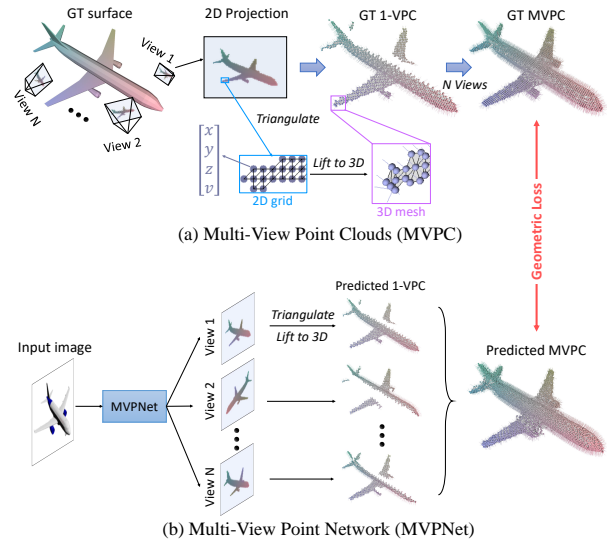 GT surface
2D Projection
GT 1-VPC
GT MVPC
View 1
View N
View 2
N Views
Triangulate
x
y
z
v
Lift to 3D
2D grid
3D mesh
(a) Multi-View Point Clouds (MVPC)
Geometric Loss
Predicted 1-VPC
View 1
Triangulate
Lift to 3D
Input image
Predicted MVPC
MVPNet
View 2
View N
(b) Multi-View Point Network (MVPNet)